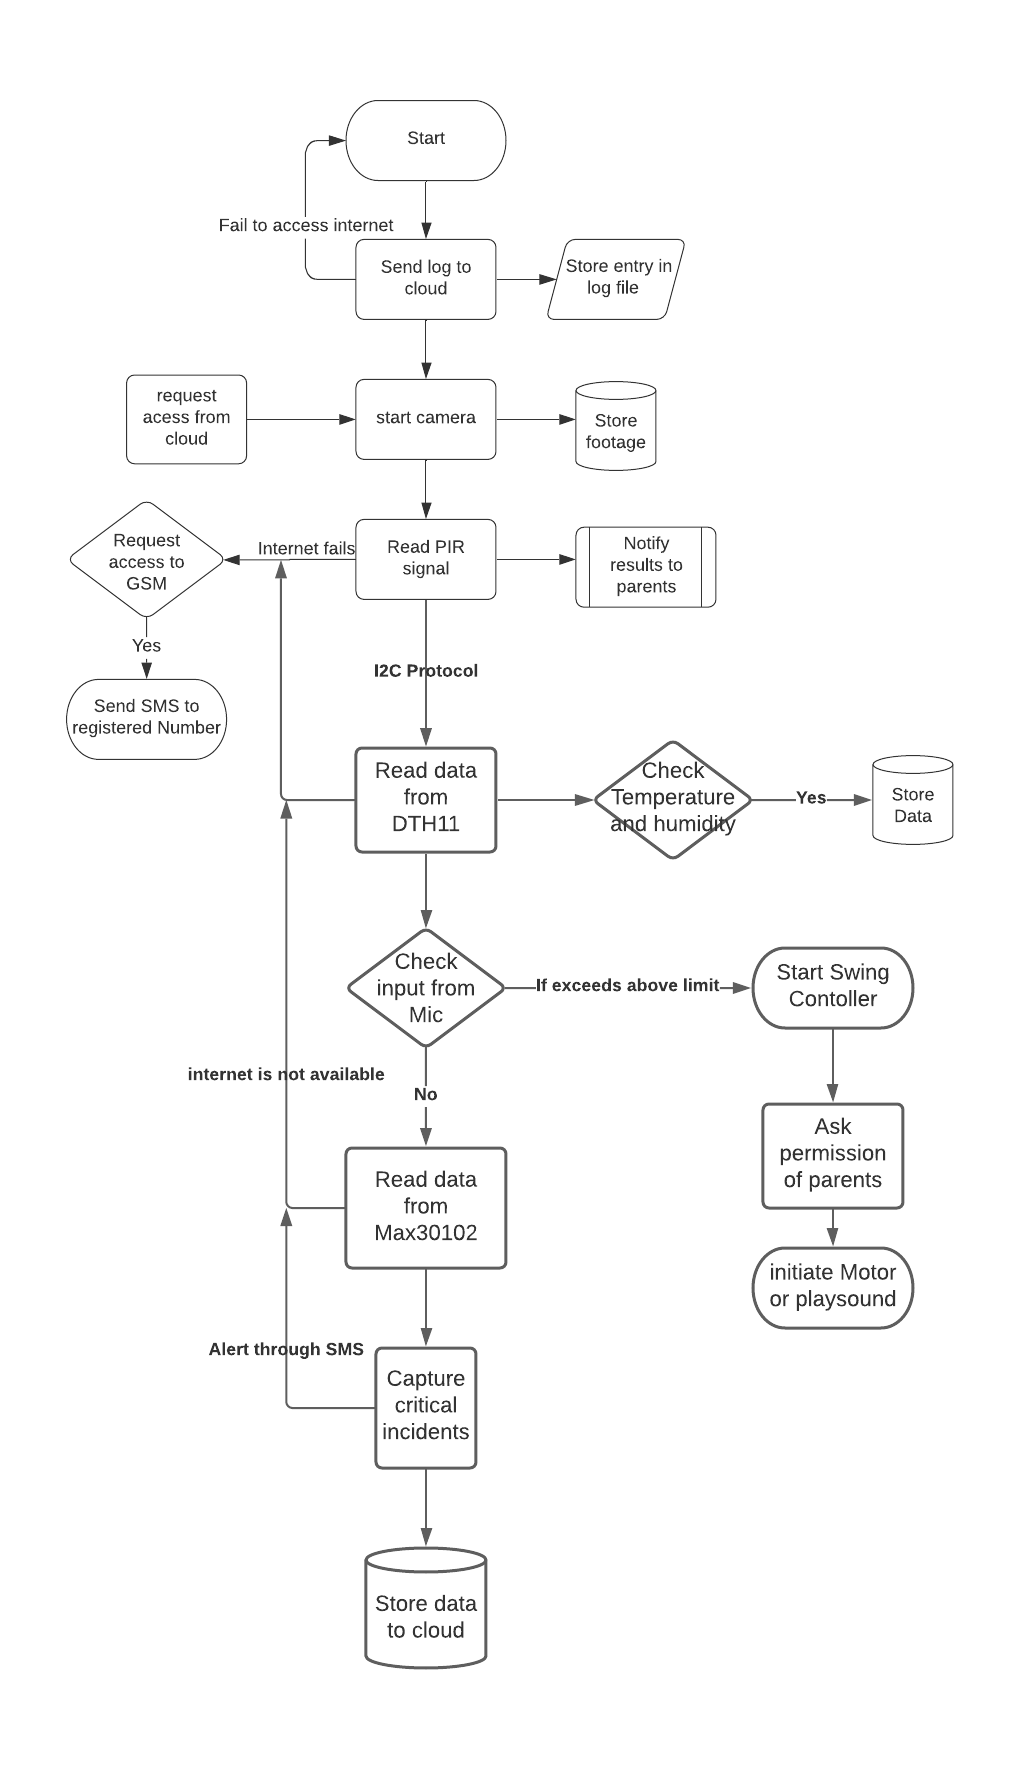 Start
Fail to access internet
Send log to
cloud
Store entry in
log file
request
acess from
cloud
start camera
Store
footage
Request
access to
GSM
Internet fails
Read PIR
signal
Notify
results to
parents
Yes
Send SMS to
registered Number
I2C Protocol
Read data
from
DTH11
Check
Temperature
and humidity
Yes
Store
Data
Check
input from
Mic
If exceeds above limit
Start Swing
Contoller
internet is not available
No
Ask
permission
of parents
Read data
from
Max30102
initiate Motor
or playsound
Alert through SMS
Capture
critical
incidents
Store data
to cloud